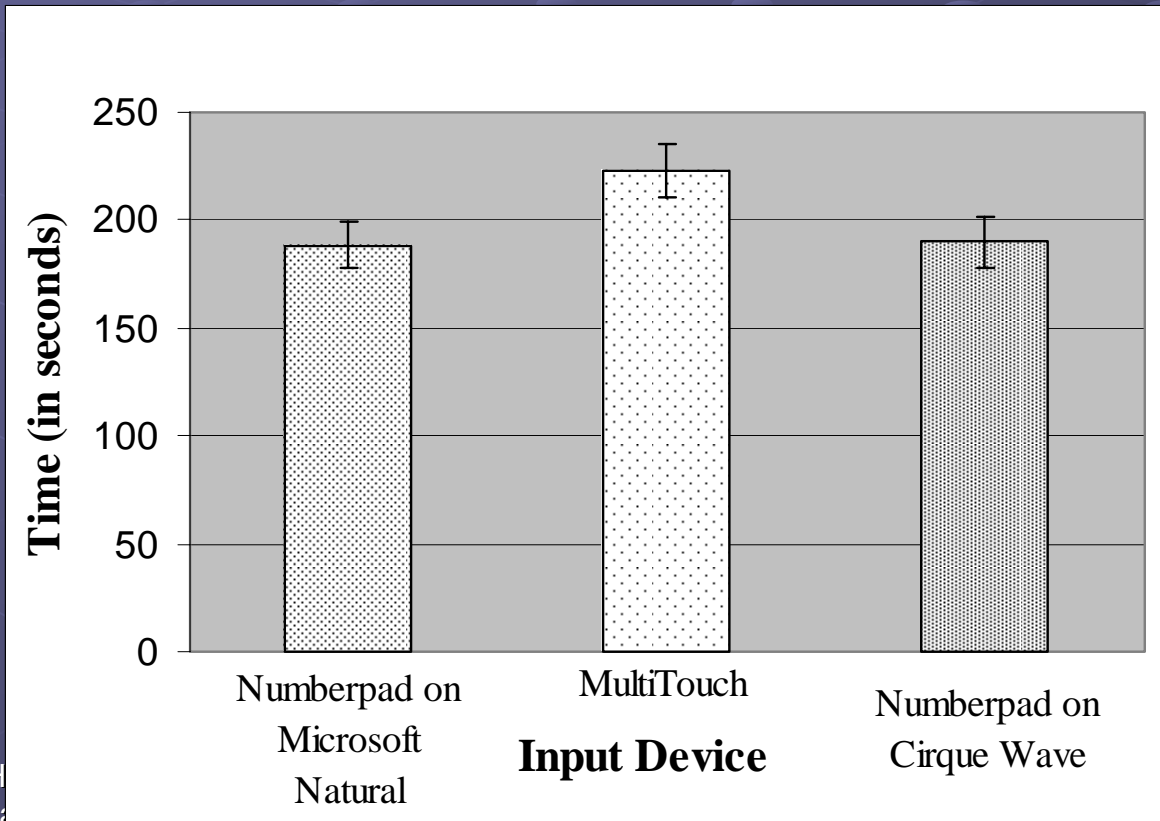 250
200
150
100
50
0
Time (in seconds)
Numberpad on
Microsoft
Natural
MultiTouch
Numberpad on
Cirque Wave
Input Device